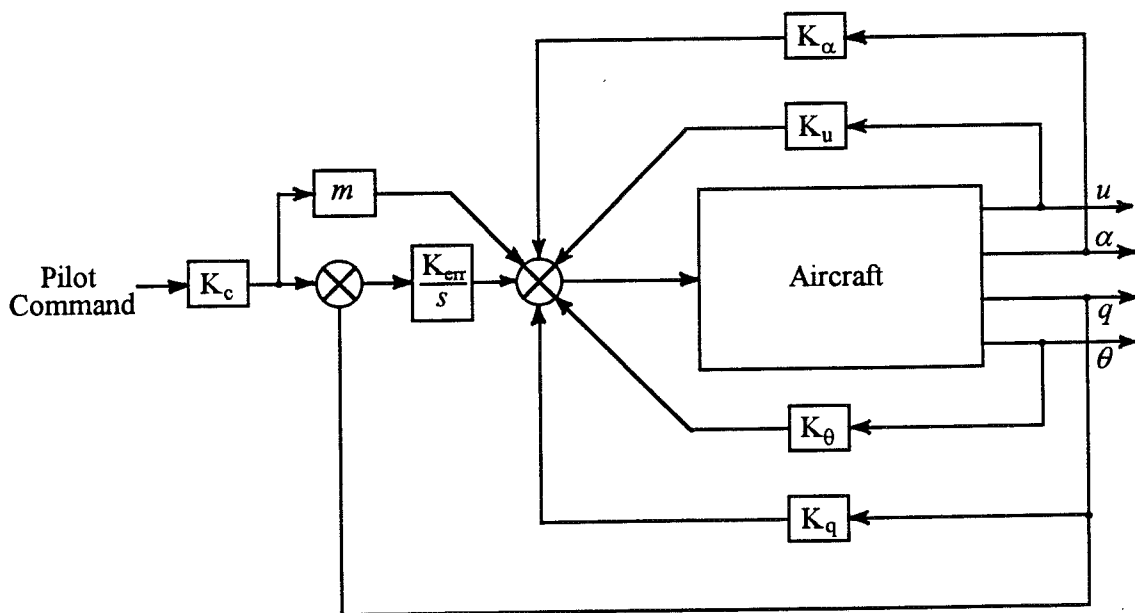 K_α
K_u
m
u
α
Pilot
Command
K_c
K_err
s
Aircraft
q
θ
K_θ
K_q